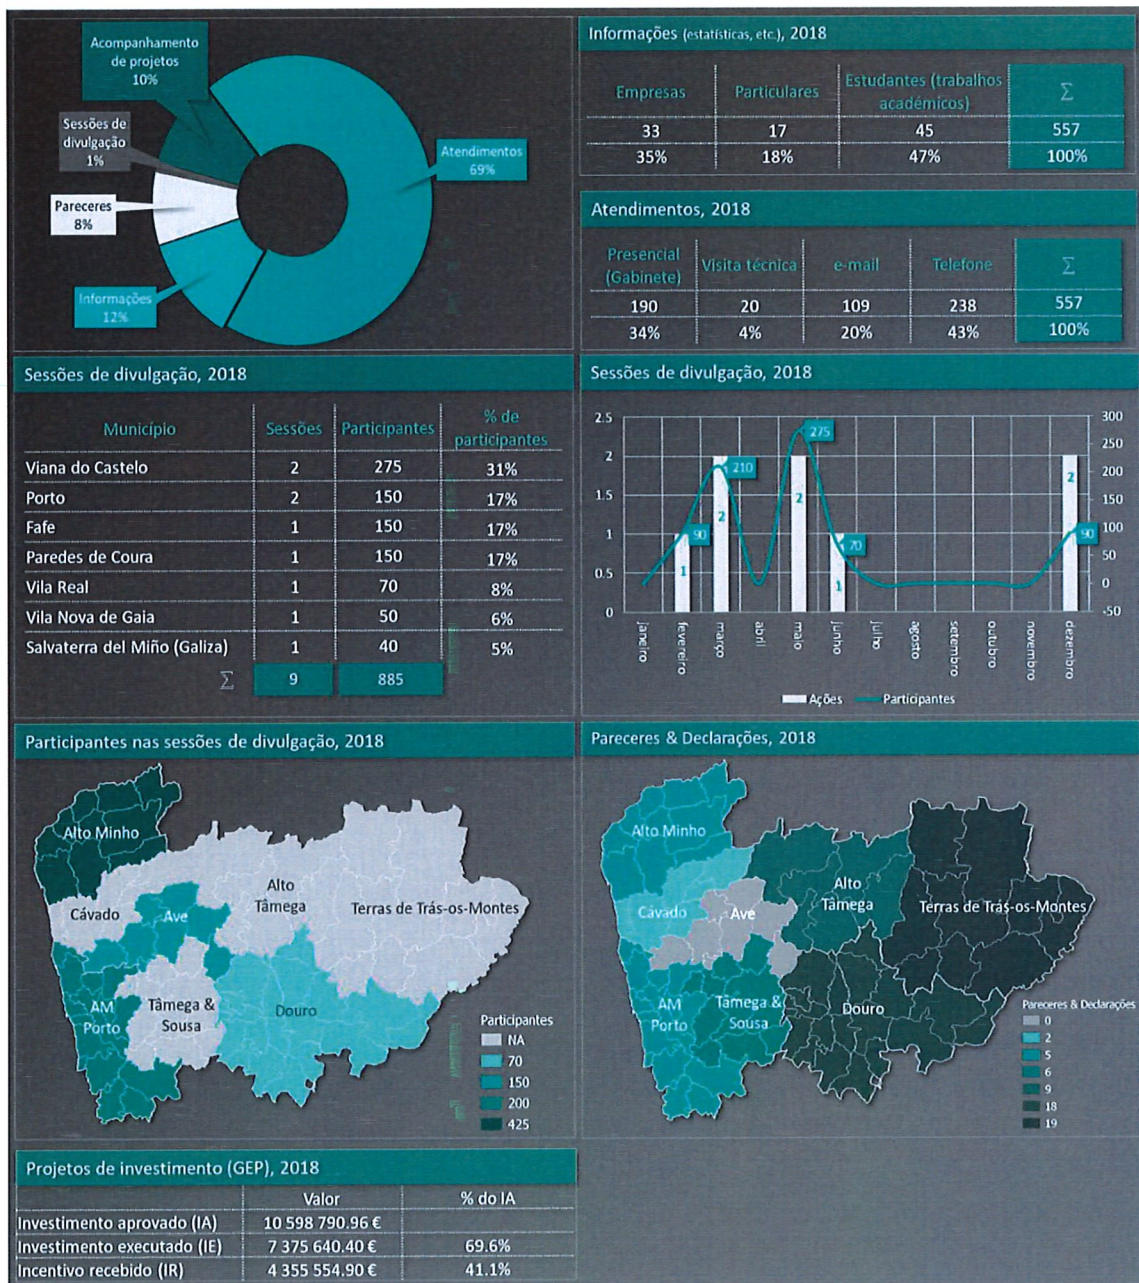 Acompanhamento
de projetos
10%
Sessões de
divulgação
1%
Pareceres
8%
Informações
12%
Atendimentos
69%
Informações (estatísticas, etc.), 2018
Empresas Particulares Estudantes (trabalhos académicos) Σ
33 17 45 557
35% 18% 47% 100%
Atendimentos, 2018
Presencial (Gabinete) Visita técnica e-mail Telefone Σ
190 20 109 238 557
34% 4% 20% 43% 100%
Sessões de divulgação, 2018
Município Sessões Participantes % de participantes
Viana do Castelo 2 275 31%
Porto 2 150 17%
Fafe 1 150 17%
Paredes de Coura 1 150 17%
Vila Real 1 70 8%
Vila Nova de Gaia 1 50 6%
Salvaterra del Miño (Galiza) 1 40 5%
Σ 9 885
Sessões de divulgação, 2018
2.5
2
1.5
1
0.5
0
300
250
200
150
100
50
0
-50
90
210
275
70
90
1
2
2
1
2
janeiro
fevereiro
março
abril
maio
junho
julho
agosto
setembro
outubro
novembro
dezembro
Ações Participantes
Participantes nas sessões de divulgação, 2018
Alto Minho
Cávado
Ave
Alto
Tâmega
Terras de Trás-os-Montes
AM
Porto
Tâmega &
Sousa
Douro
Participantes
NA
70
150
200
425
Pareceres & Declarações, 2018
Alto Minho
Cávado
Ave
Alto
Tâmega
Terras de Trás-os-Montes
AM
Porto
Tâmega &
Sousa
Douro
Pareceres & Declarações
0
2
5
6
9
18
19
Projetos de investimento (GEP), 2018
Valor % do IA
Investimento aprovado (IA) 10 598 790.96 €
Investimento executado (IE) 7 375 640.40 € 69.6%
Incentivo recebido (IR) 4 355 554.90 € 41.1%